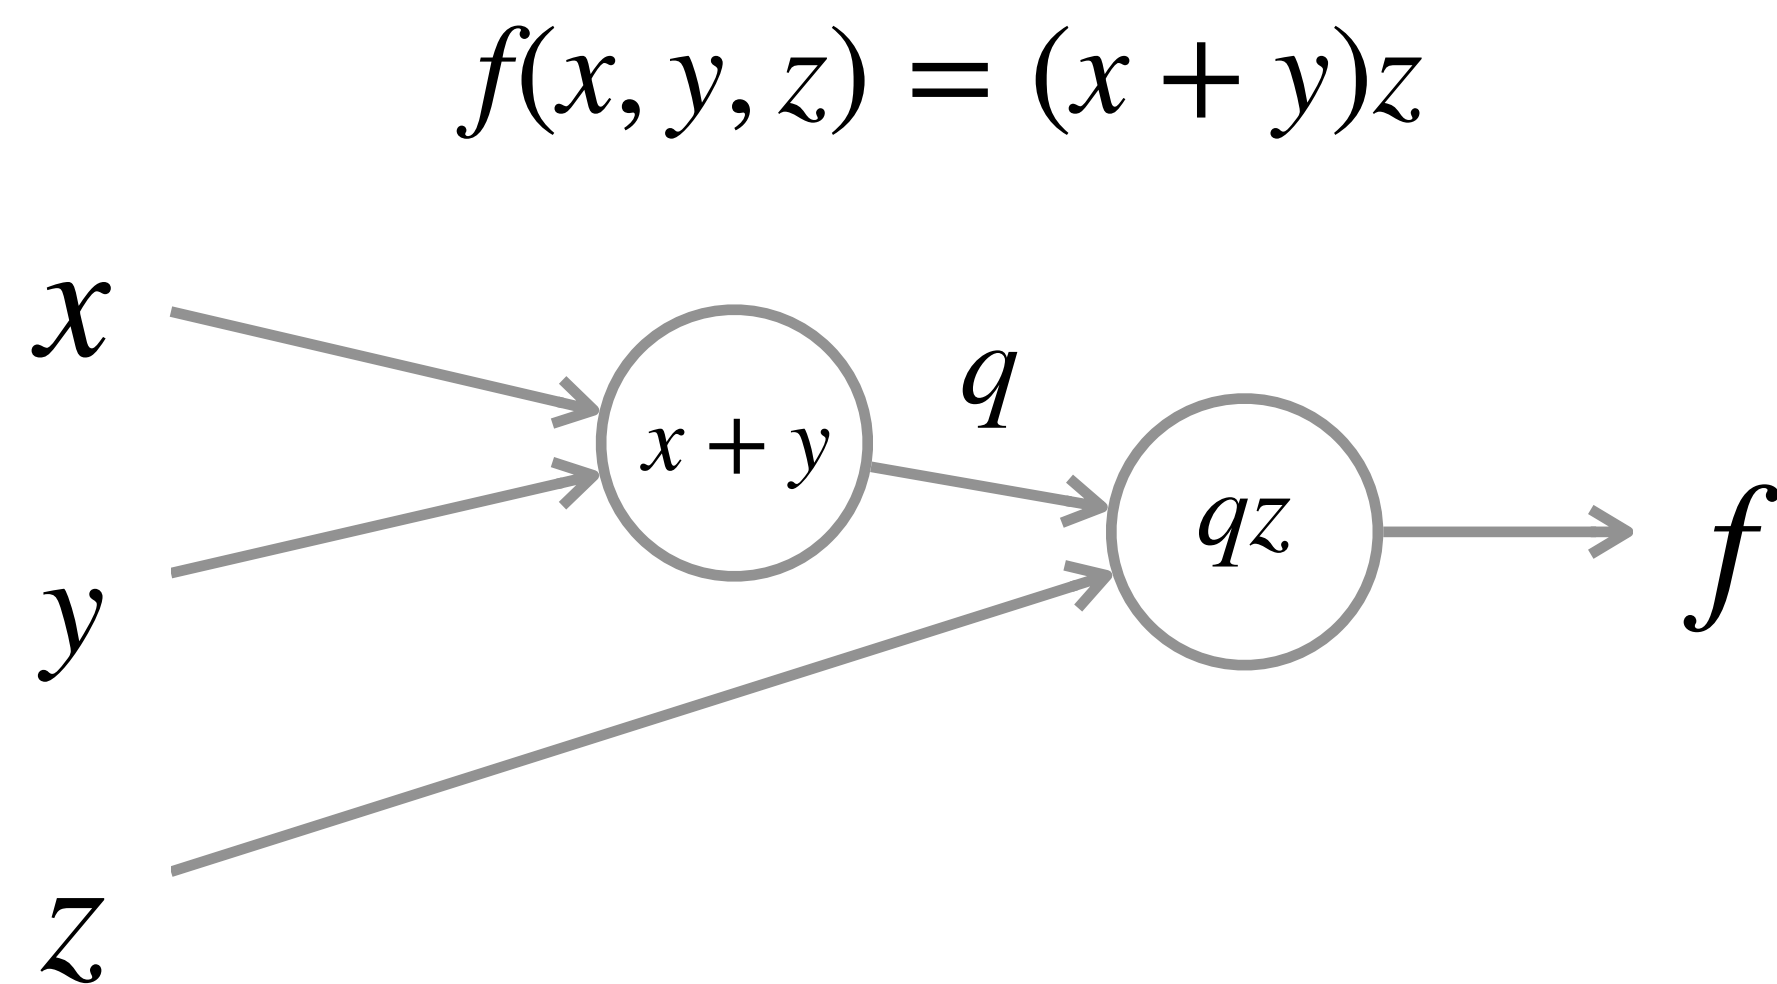 f(x, y, z) = (x + y)z
x
q
x + y
qz
f
y
z